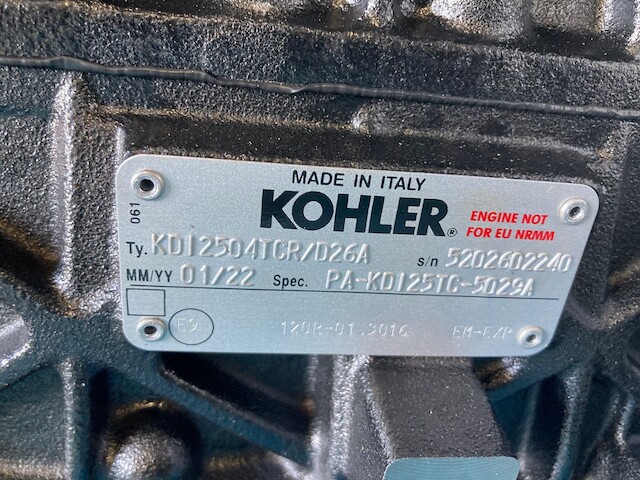 MADE IN ITALY
KOHLER®
ENGINE NOT
FOR EU NRMM
061
Ty. KDI2504TCR/D26A s/n 5202602240
MM/YY 01/22 Spec. PA-KDI25TC-5029A
E9 120R-01.3016 EM-EXP